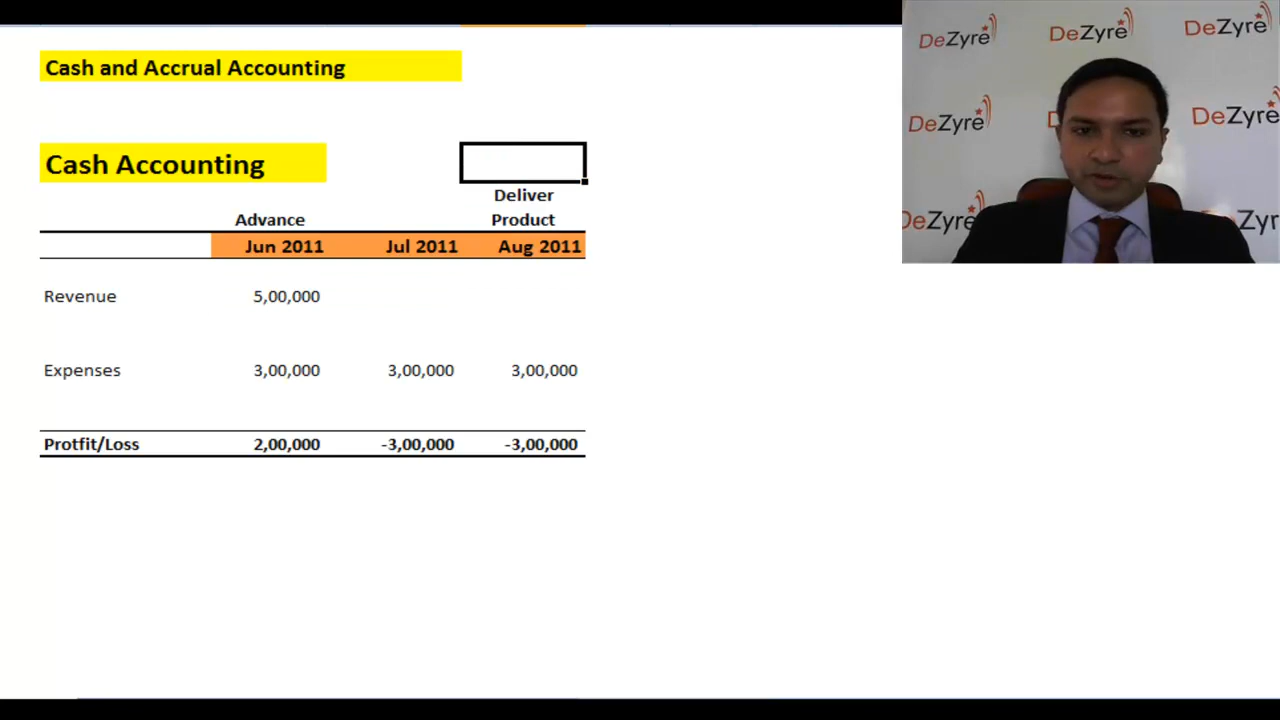 Cash and Accrual Accounting
Cash Accounting
Deliver
Advance Product
Jun 2011 Jul 2011 Aug 2011
Revenue 5,00,000
Expenses 3,00,000 3,00,000 3,00,000
Protfit/Loss 2,00,000 -3,00,000 -3,00,000
DeZyre DeZyre DeZyre
DeZyre DeZyre
DeZyre